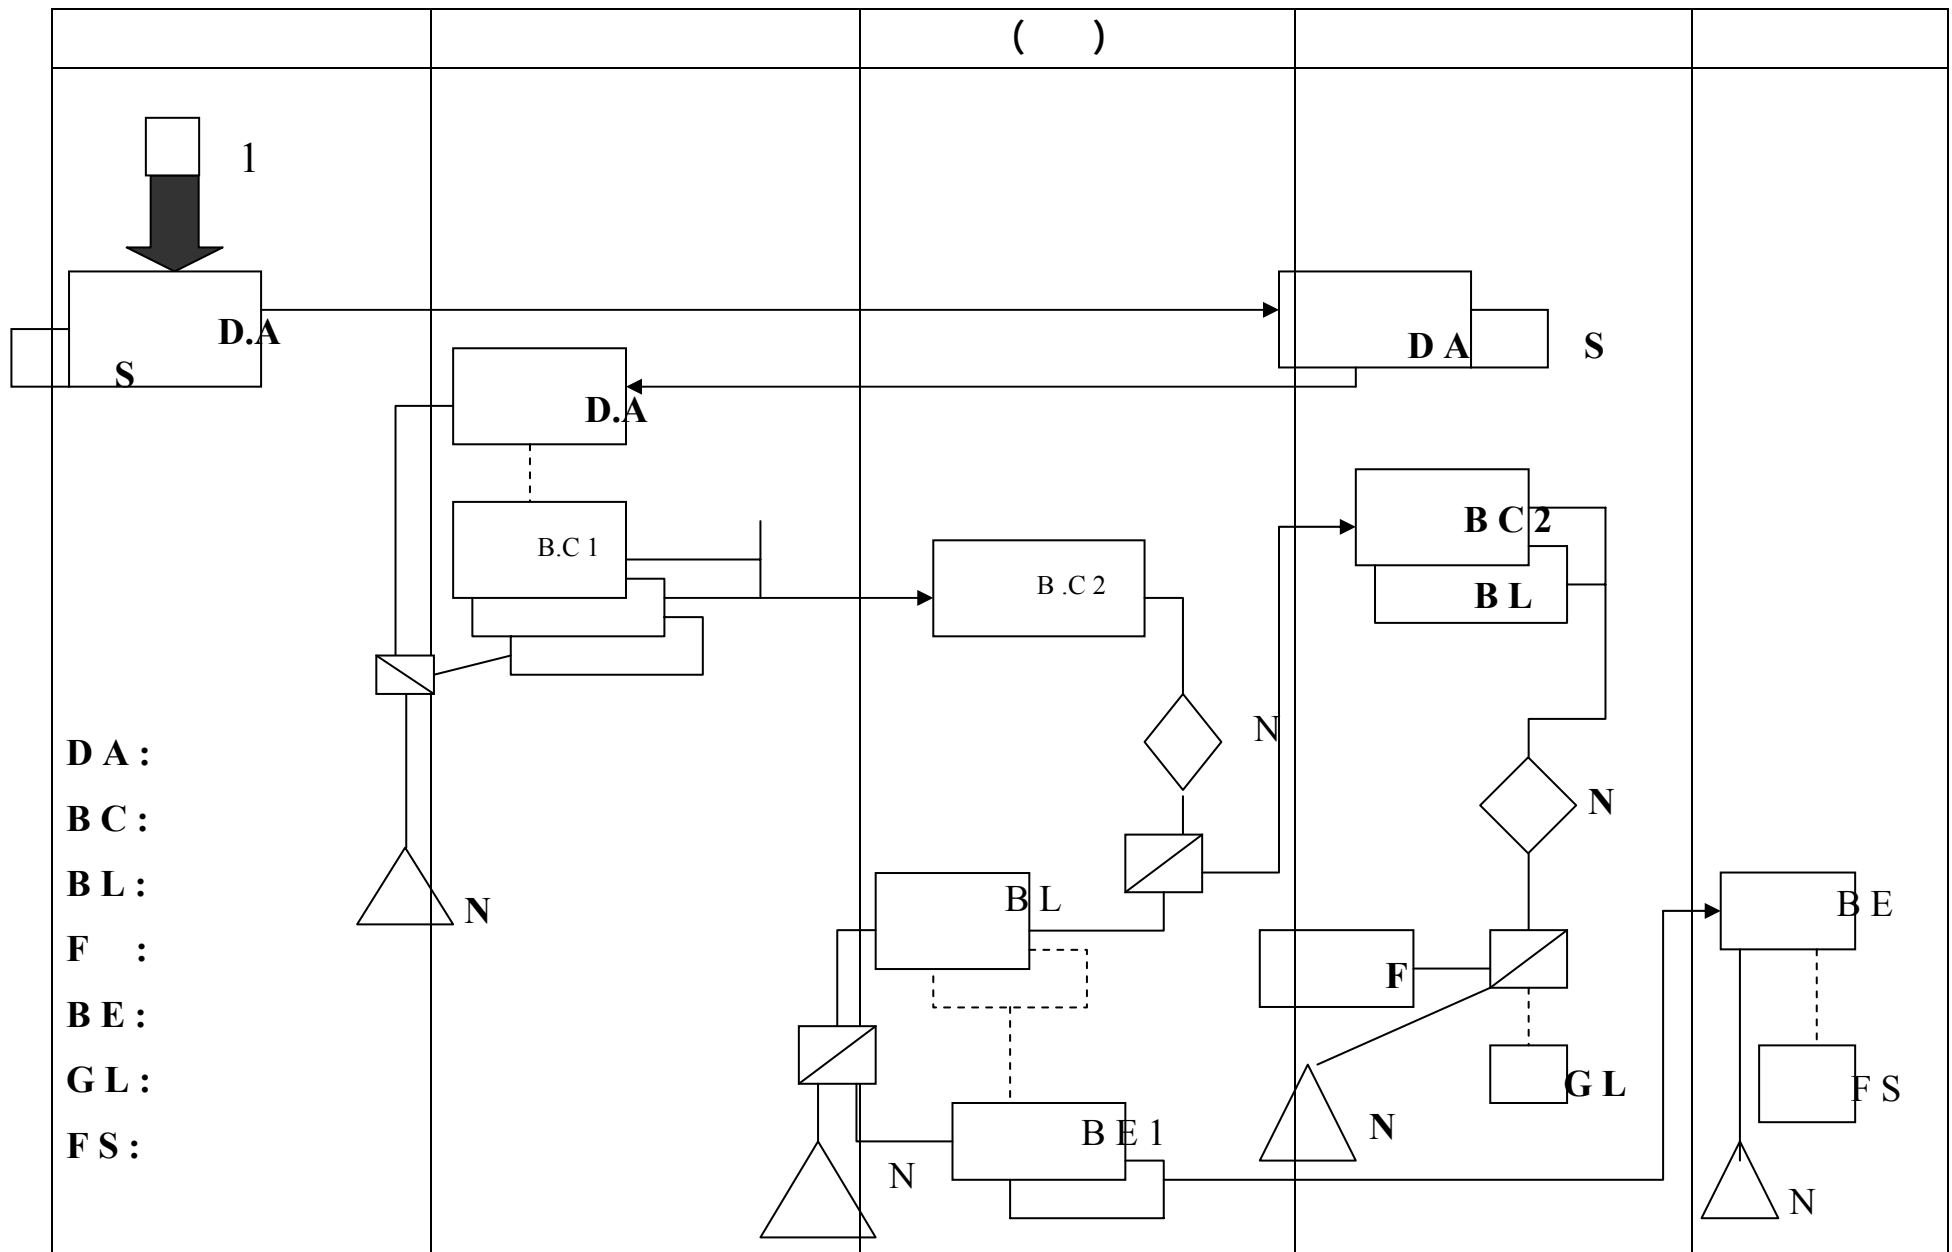 ( )
1
D.A
S
D A
S
D.A
B.C 1
B .C 2
B C 2
B L
N
N
N
B L
B E
F
G L
F S
B E 1
N
N
N
D A :
B C :
B L :
F :
B E :
G L :
F S :